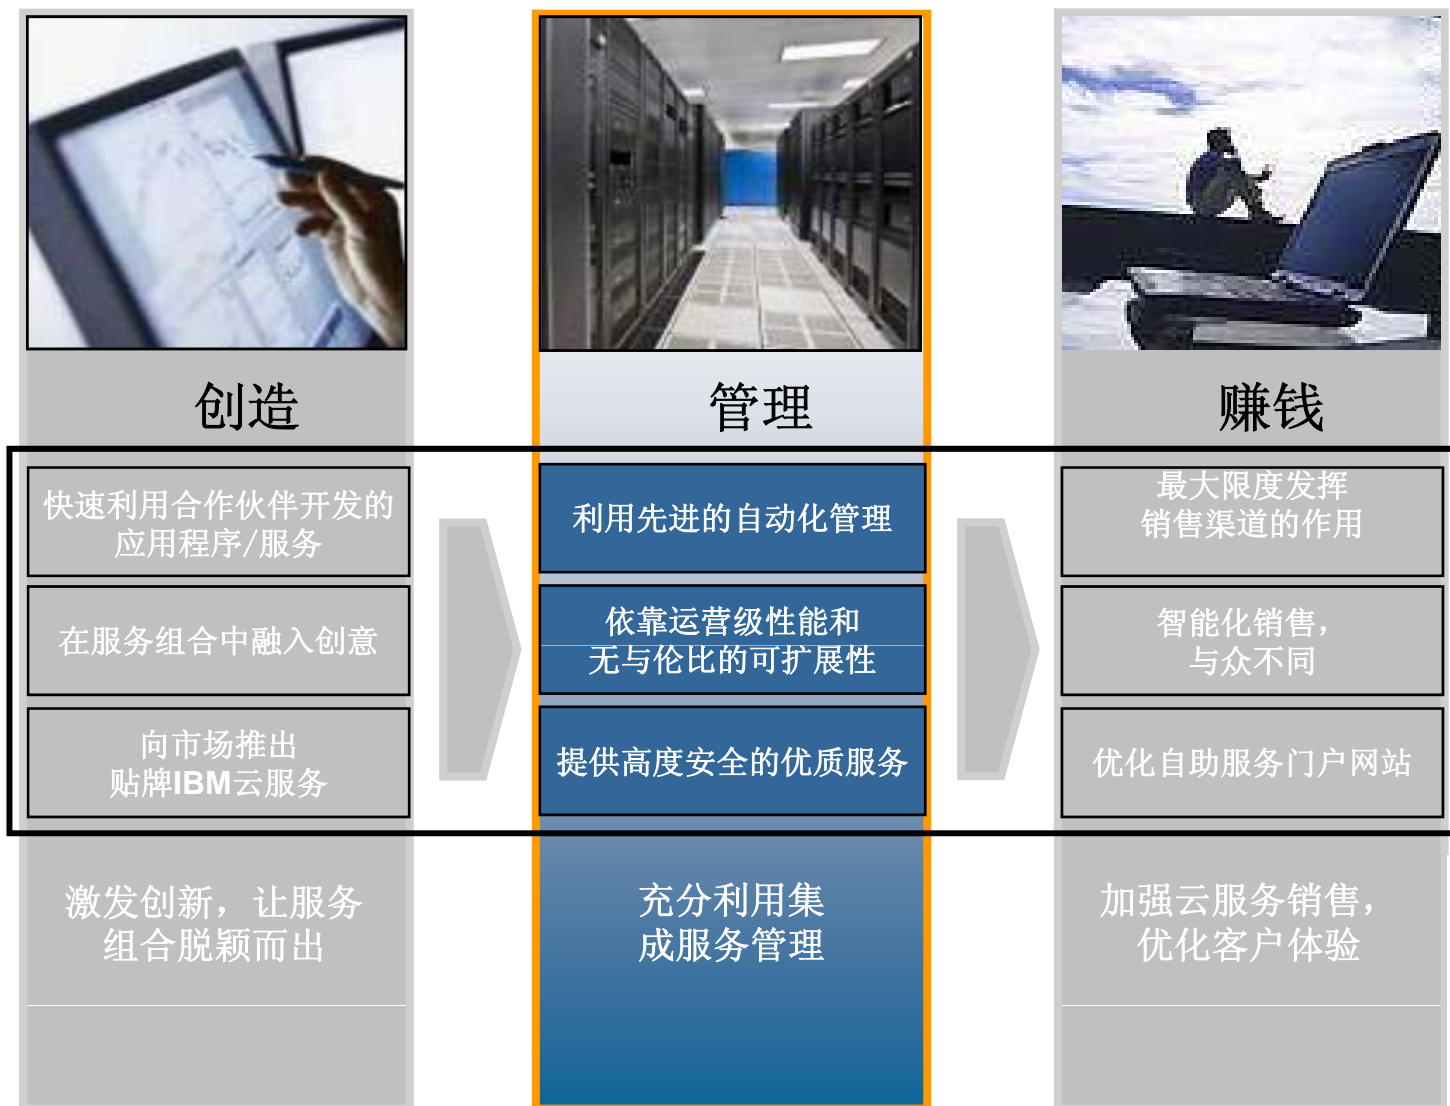 创造
快速利用合作伙伴开发的
应用程序/服务
在服务组合中融入创意
向市场推出
贴牌IBM云服务
激发创新，让服务
组合脱颖而出
管理
利用先进的自动化管理
依靠运营级性能和
无与伦比的可扩展性
提供高度安全的优质服务
充分利用集
成服务管理
赚钱
最大限度发挥
销售渠道的作用
智能化销售，
与众不同
优化自助服务门户网站
加强云服务销售，
优化客户体验